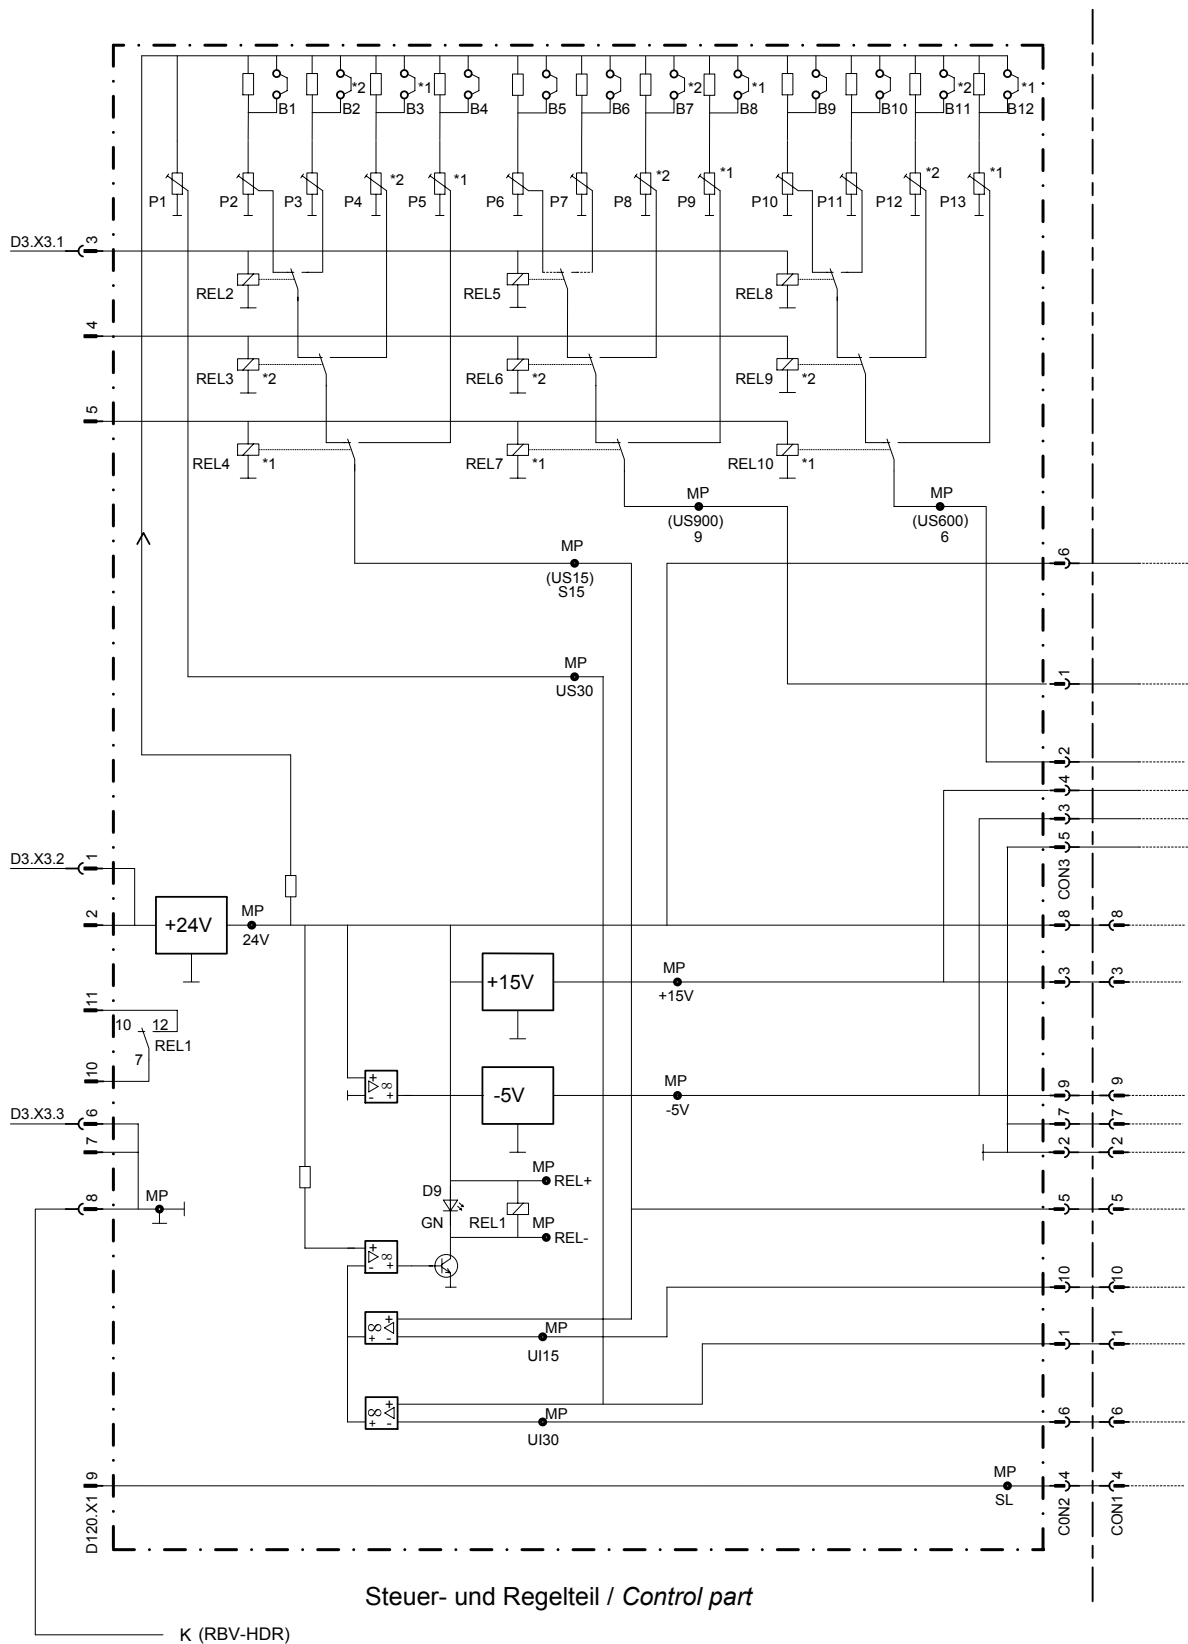 B1 *2 B2 *1 B3 B4 B5 B6 *2 B7 *1 B8 B9 B10 *2 B11 *1 B12
P1 P2 P3 P4 *2 P5 *1 P6 P7 P8 *2 P9 *1 P10 P11 P12 *2 P13 *1
D3.X3.1 3
REL2 REL5 REL8
4
REL3 *2 REL6 *2 REL9 *2
5
REL4 *1 REL7 *1 REL10 *1
MP MP
(US900) (US600)
9 6
MP
(US15)
S15
6
MP
US30
1
2
4
3
5
CON3
D3.X3.2 1
2
+24V
MP
24V
8 8
+15V
MP
+15V
3 3
11
10 12
REL1
7
10
+ ▷ ∞
- +
-5V
MP
-5V
9 9
D3.X3.3 6
7
7 7
2 2
8
MP
D9
GN
REL1
MP
REL+
MP
REL-
5 5
+ ▷ ∞
- +
10 10
∞ ▷ +
+ -
MP
UI15
1 1
∞ ▷ +
+ -
MP
UI30
6 6
9
D120.X1
MP
SL
4 4
C0N2
CON1
Steuer- und Regelteil / Control part
K (RBV-HDR)